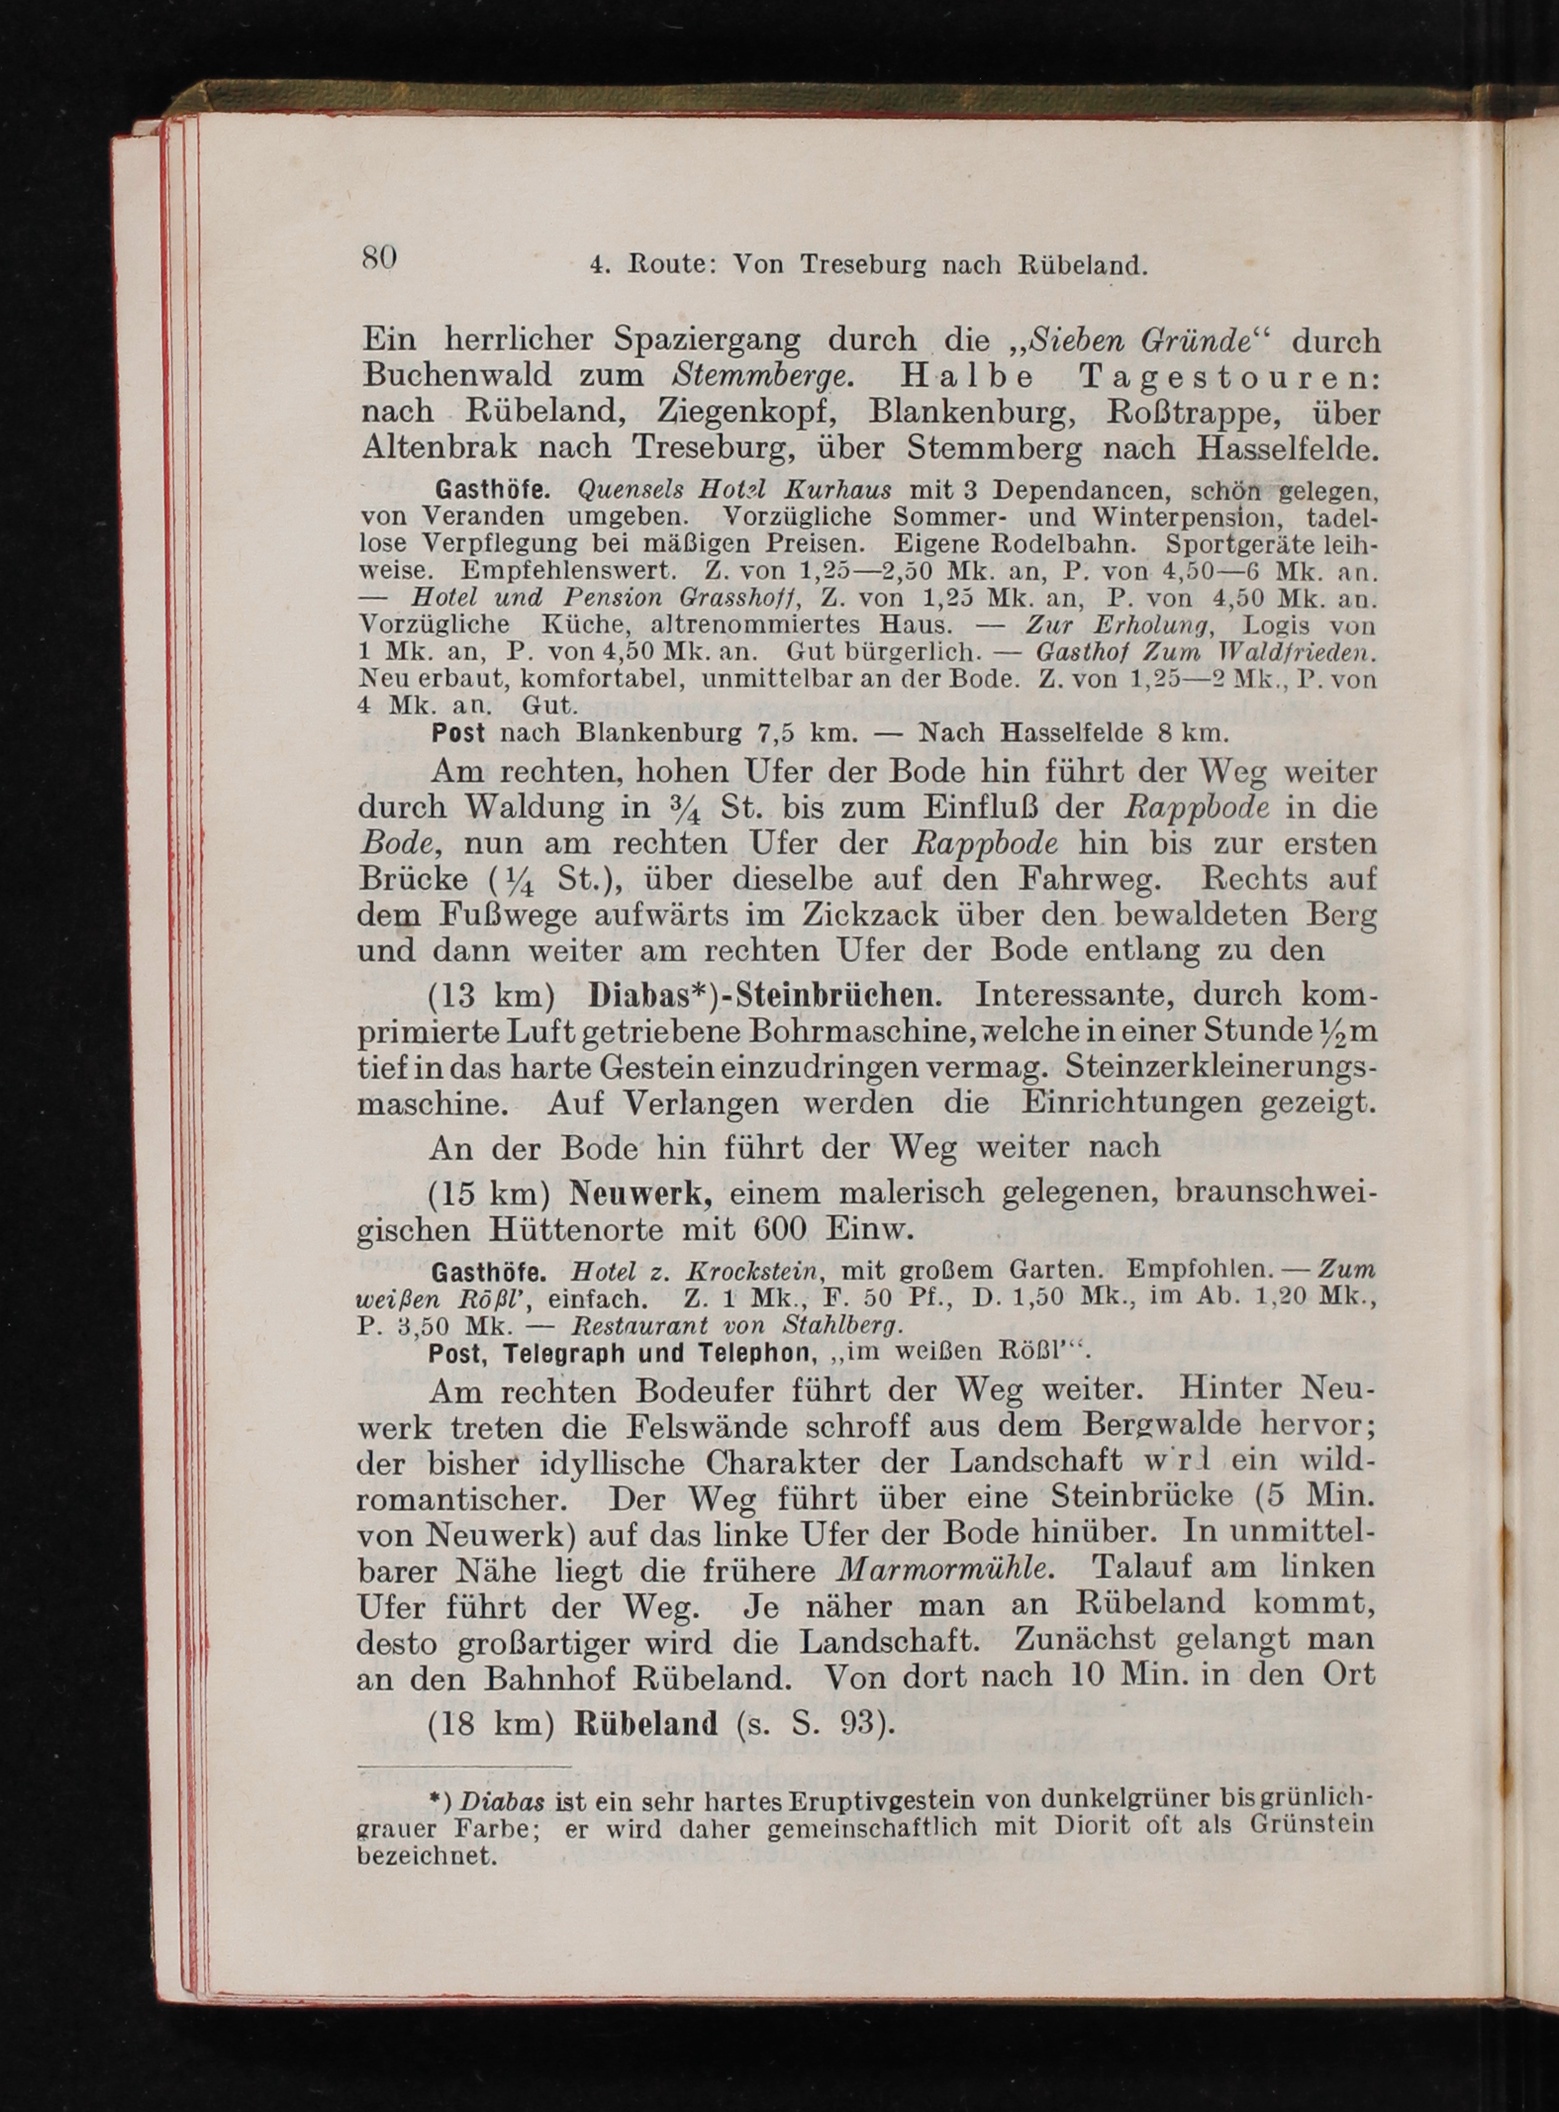 80
4. Route: Von Treseburg nach Rübeland.
Ein herrlicher Spaziergang durch die „Sieben Gründe“ durch
Buchenwald zum Stemmberge. Halbe Tagestouren:
nach Rübeland, Ziegenkopf, Blankenburg, Roßtrappe, über
Altenbrak nach Treseburg, über Stemmberg nach Hasselfelde.
Gasthöfe. Quensels Hotel Kurhaus mit 3 Dependancen, schön gelegen,
von Veranden umgeben. Vorzügliche Sommer- und Winterpension, tadel-
lose Verpflegung bei mäßigen Preisen. Eigene Rodelbahn. Sportgeräte leih-
weise. Empfehlenswert. Z. von 1,25—2,50 Mk. an, P. von 4,50—6 Mk. an.
— Hotel und Pension Grasshoff, Z. von 1,25 Mk. an, P. von 4,50 Mk. an.
Vorzügliche Küche, altrenommiertes Haus. — Zur Erholung, Logis von
1 Mk. an, P. von 4,50 Mk. an. Gut bürgerlich. — Gasthof Zum Waldfrieden.
Neu erbaut, komfortabel, unmittelbar an der Bode. Z. von 1,25—2 Mk., P. von
4 Mk. an. Gut.
Post nach Blankenburg 7,5 km. — Nach Hasselfelde 8 km.
Am rechten, hohen Ufer der Bode hin führt der Weg weiter
durch Waldung in ¾ St. bis zum Einfluß der Rappbode in die
Bode, nun am rechten Ufer der Rappbode hin bis zur ersten
Brücke (¼ St.), über dieselbe auf den Fahrweg. Rechts auf
dem Fußwege aufwärts im Zickzack über den bewaldeten Berg
und dann weiter am rechten Ufer der Bode entlang zu den
(13 km) Diabas*)-Steinbrüchen. Interessante, durch kom-
primierte Luft getriebene Bohrmaschine, welche in einer Stunde ½ m
tief in das harte Gestein einzudringen vermag. Steinzerkleinerungs-
maschine. Auf Verlangen werden die Einrichtungen gezeigt.
An der Bode hin führt der Weg weiter nach
(15 km) Neuwerk, einem malerisch gelegenen, braunschwei-
gischen Hüttenorte mit 600 Einw.
Gasthöfe. Hotel z. Krockstein, mit großem Garten. Empfohlen. — Zum
weißen Rößl’, einfach. Z. 1 Mk., F. 50 Pf., D. 1,50 Mk., im Ab. 1,20 Mk.,
P. 3,50 Mk. — Restaurant von Stahlberg.
Post, Telegraph und Telephon, „im weißen Rößl’“.
Am rechten Bodeufer führt der Weg weiter. Hinter Neu-
werk treten die Felswände schroff aus dem Bergwalde hervor;
der bisher idyllische Charakter der Landschaft wird ein wild-
romantischer. Der Weg führt über eine Steinbrücke (5 Min.
von Neuwerk) auf das linke Ufer der Bode hinüber. In unmittel-
barer Nähe liegt die frühere Marmormühle. Talauf am linken
Ufer führt der Weg. Je näher man an Rübeland kommt,
desto großartiger wird die Landschaft. Zunächst gelangt man
an den Bahnhof Rübeland. Von dort nach 10 Min. in den Ort
(18 km) Rübeland (s. S. 93).
*) Diabas ist ein sehr hartes Eruptivgestein von dunkelgrüner bis grünlich-
grauer Farbe; er wird daher gemeinschaftlich mit Diorit oft als Grünstein
bezeichnet.